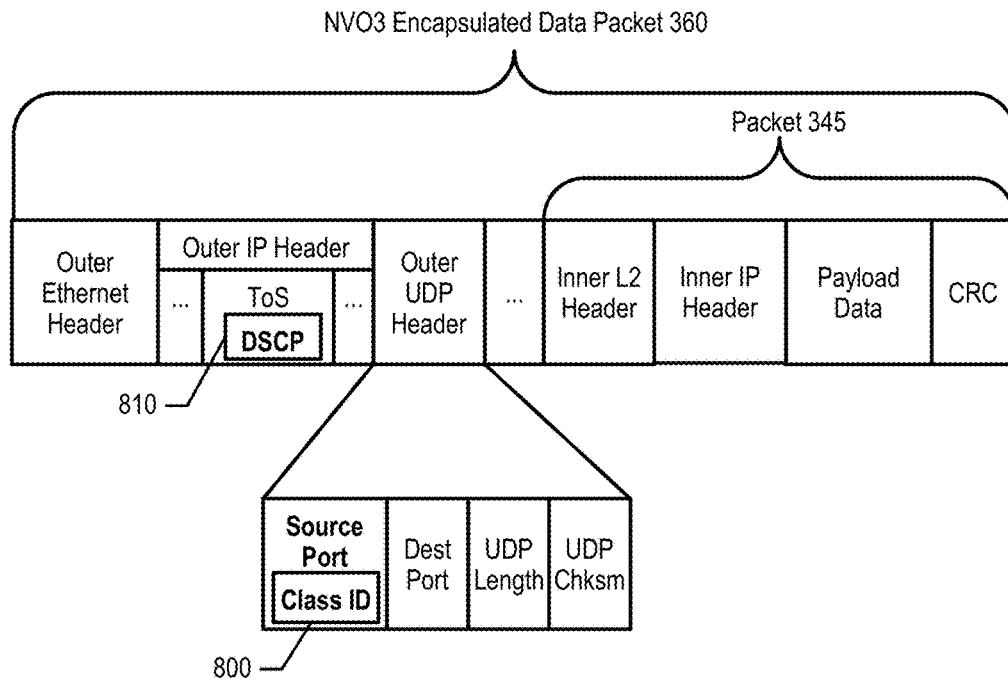 NVO3 Encapsulated Data Packet 360
Packet 345
Outer
Ethernet
Header
Outer IP Header
...
ToS
DSCP
...
Outer
UDP
Header
...
Inner L2
Header
Inner IP
Header
Payload
Data
CRC
810
Source
Port
Class ID
Dest
Port
UDP
Length
UDP
Chksm
800